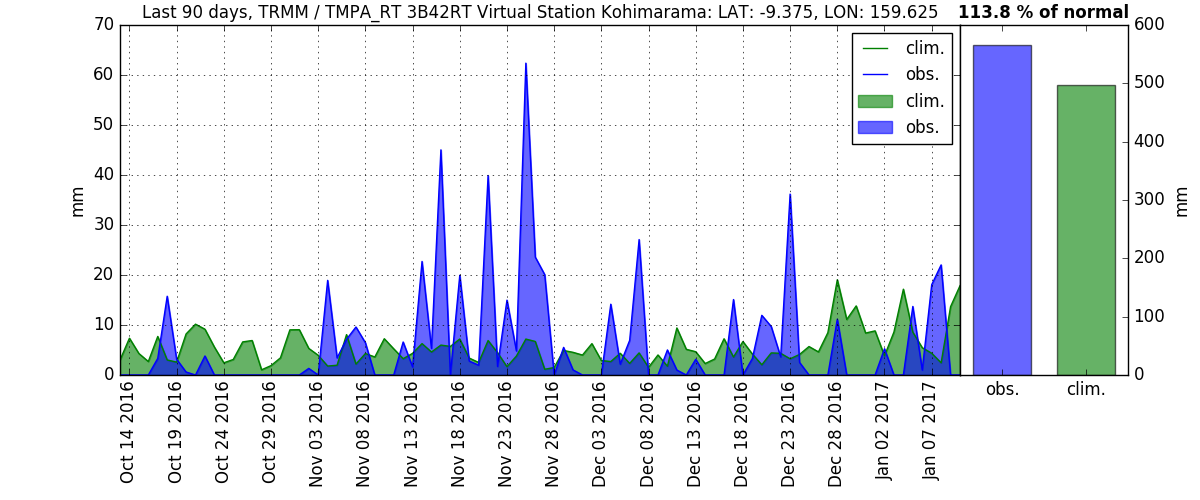 Last 90 days, TRMM / TMPA_RT 3B42RT Virtual Station Kohimarama: LAT: -9.375, LON: 159.625
113.8 % of normal
70
60
50
40
30
20
10
0
mm
clim.
obs.
clim.
obs.
Oct 14 2016
Oct 19 2016
Oct 24 2016
Oct 29 2016
Nov 03 2016
Nov 08 2016
Nov 13 2016
Nov 18 2016
Nov 23 2016
Nov 28 2016
Dec 03 2016
Dec 08 2016
Dec 13 2016
Dec 18 2016
Dec 23 2016
Dec 28 2016
Jan 02 2017
Jan 07 2017
600
500
400
300
200
100
0
mm
obs.
clim.